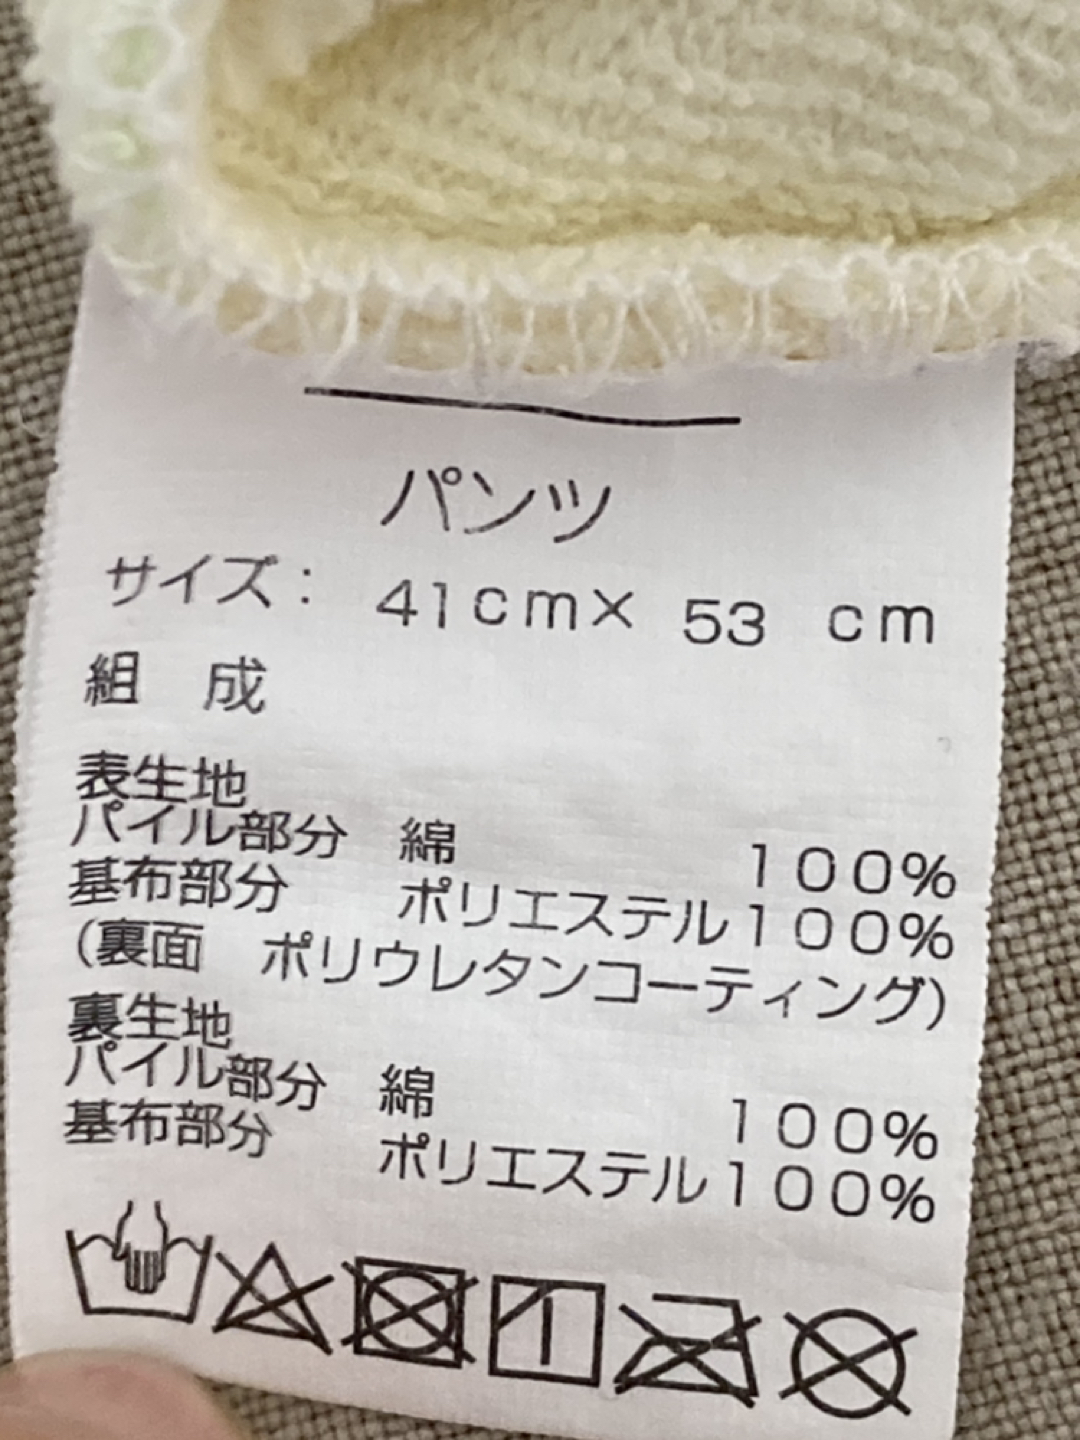 パンツ
サイズ： 41cm× 53 cm
組 成
表生地
パイル部分 綿 100%
基布部分 ポリエステル100%
(裏面 ポリウレタンコーティング)
裏生地
パイル部分 綿 100%
基布部分 ポリエステル100%